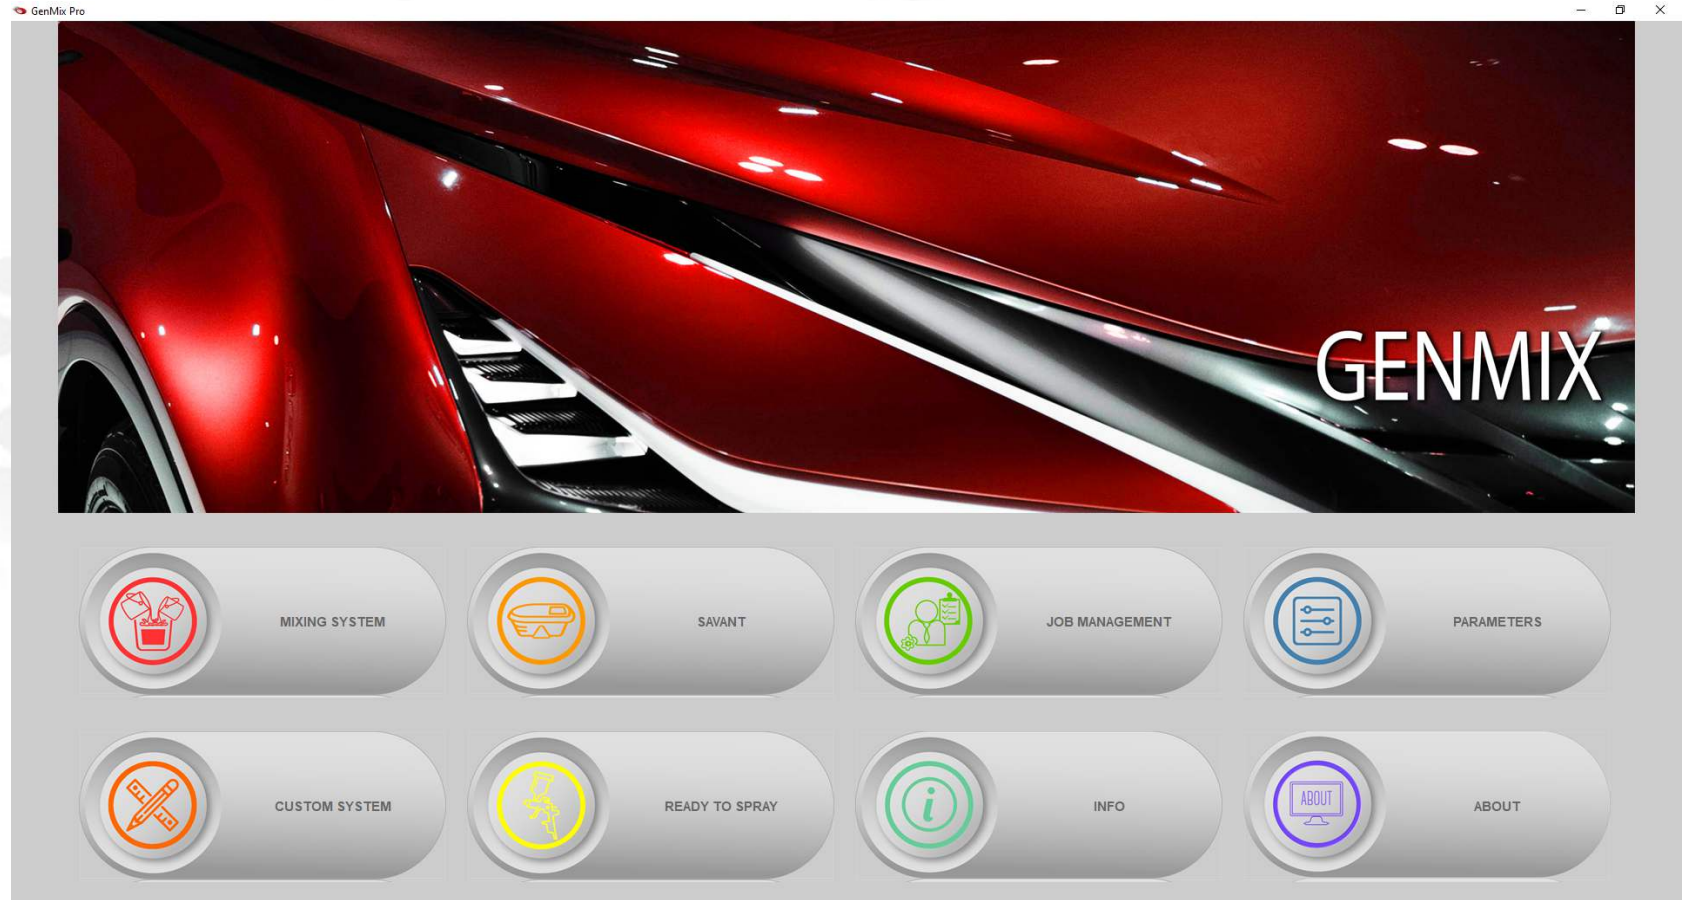 GenMix Pro
GENMIX
MIXING SYSTEM
SAVANT
JOB MANAGEMENT
PARAMETERS
CUSTOM SYSTEM
READY TO SPRAY
i
INFO
ABOUT
ABOUT